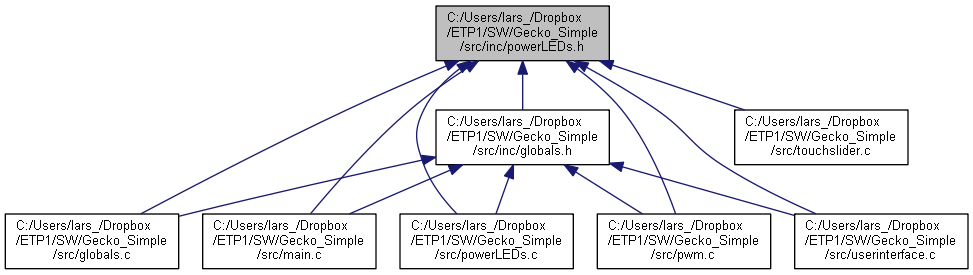 C:/Users/lars_/Dropbox
/ETP1/SW/Gecko_Simple
/src/inc/powerLEDs.h
C:/Users/lars_/Dropbox
/ETP1/SW/Gecko_Simple
/src/inc/globals.h
C:/Users/lars_/Dropbox
/ETP1/SW/Gecko_Simple
/src/touchslider.c
C:/Users/lars_/Dropbox
/ETP1/SW/Gecko_Simple
/src/globals.c
C:/Users/lars_/Dropbox
/ETP1/SW/Gecko_Simple
/src/main.c
C:/Users/lars_/Dropbox
/ETP1/SW/Gecko_Simple
/src/powerLEDs.c
C:/Users/lars_/Dropbox
/ETP1/SW/Gecko_Simple
/src/pwm.c
C:/Users/lars_/Dropbox
/ETP1/SW/Gecko_Simple
/src/userinterface.c